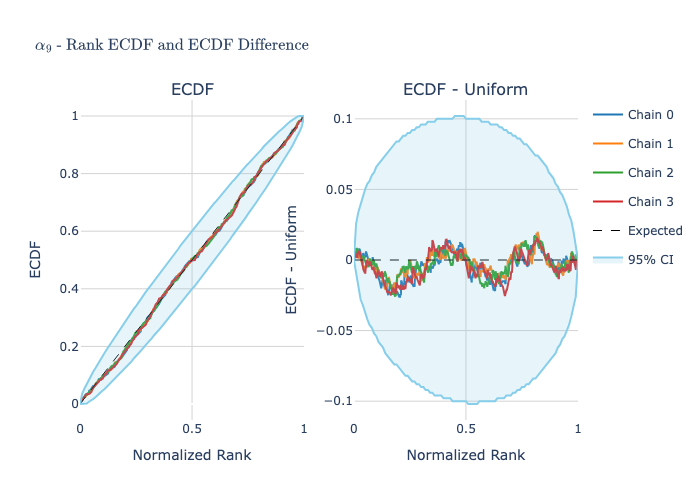 α₉ - Rank ECDF and ECDF Difference
ECDF
ECDF - Uniform
1
0.8
0.6
0.4
0.2
0
ECDF
0
0.5
1
Normalized Rank
0.1
0.05
0
−0.05
−0.1
ECDF - Uniform
0
0.5
1
Normalized Rank
Chain 0
Chain 1
Chain 2
Chain 3
Expected
95% CI